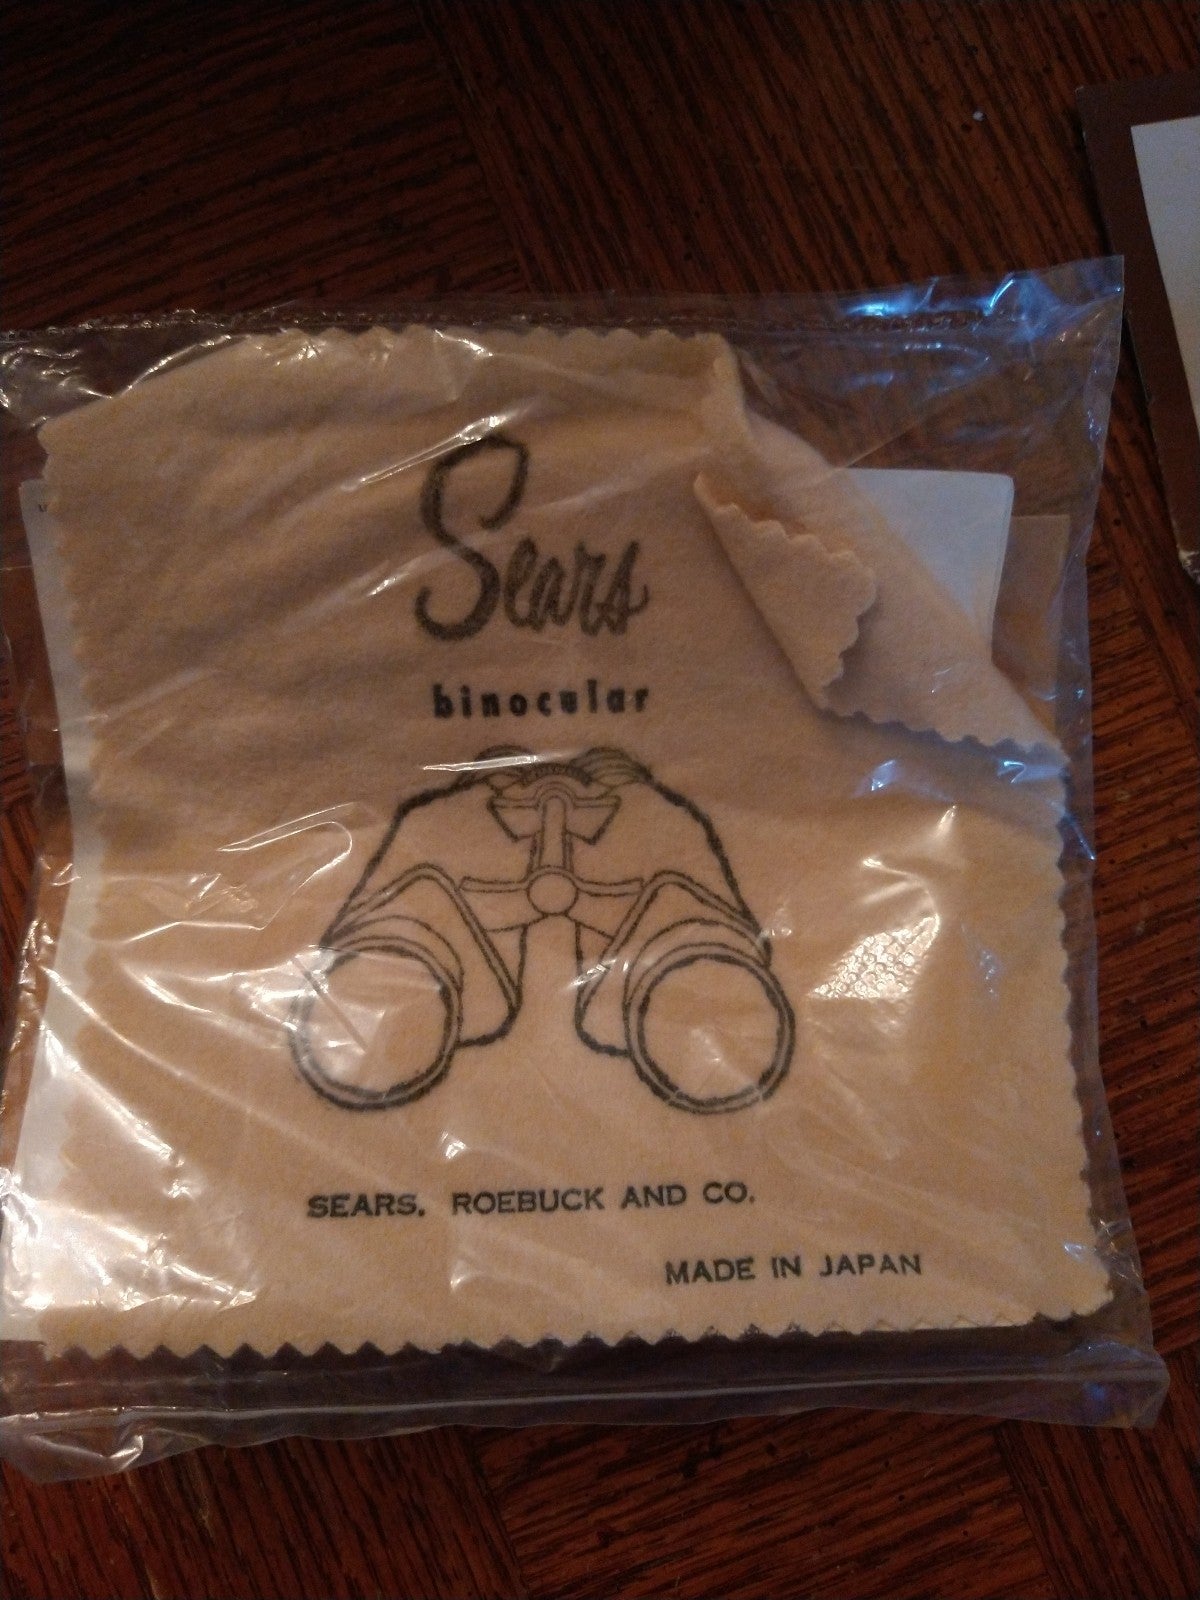 Sears
binocular
SEARS, ROEBUCK AND CO.
MADE IN JAPAN